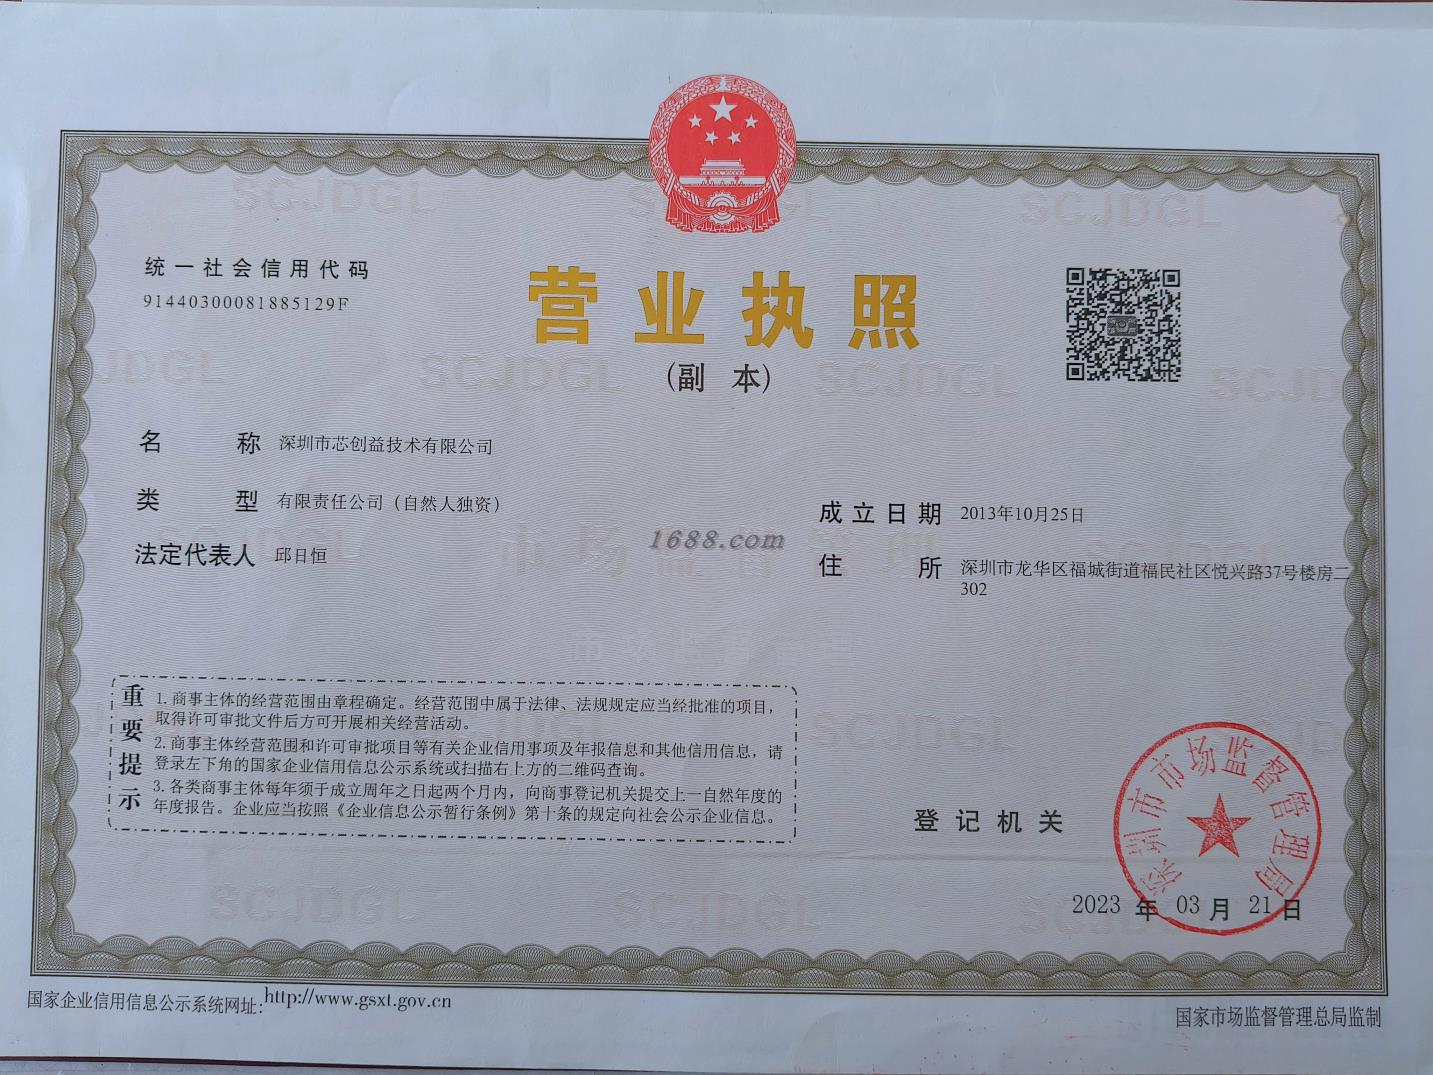 统一社会信用代码
91440300081885129F
营业执照
(副 本)
名 称 深圳市芯创益技术有限公司
类 型 有限责任公司（自然人独资）
法定代表人 邱日恒
成立日期 2013年10月25日
住 所 深圳市龙华区福城街道福民社区悦兴路37号楼房二
302
1688.com
重要提示
1. 商事主体的经营范围由章程确定。经营范围中属于法律、法规规定应当经批准的项目，
取得许可审批文件后方可开展相关经营活动。
2. 商事主体经营范围和许可审批项目等有关企业信用事项及年报信息和其他信用信息，请
登录左下角的国家企业信用信息公示系统或扫描右上方的二维码查询。
3. 各类商事主体每年须于成立周年之日起两个月内，向商事登记机关提交上一自然年度的
年度报告。企业应当按照《企业信息公示暂行条例》第十条的规定向社会公示企业信息。
登记机关
深圳市市场监督管理局
2023 年 03 月 21 日
国家企业信用信息公示系统网址:http://www.gsxt.gov.cn
国家市场监督管理总局监制
SCJDGL
市场监督管理